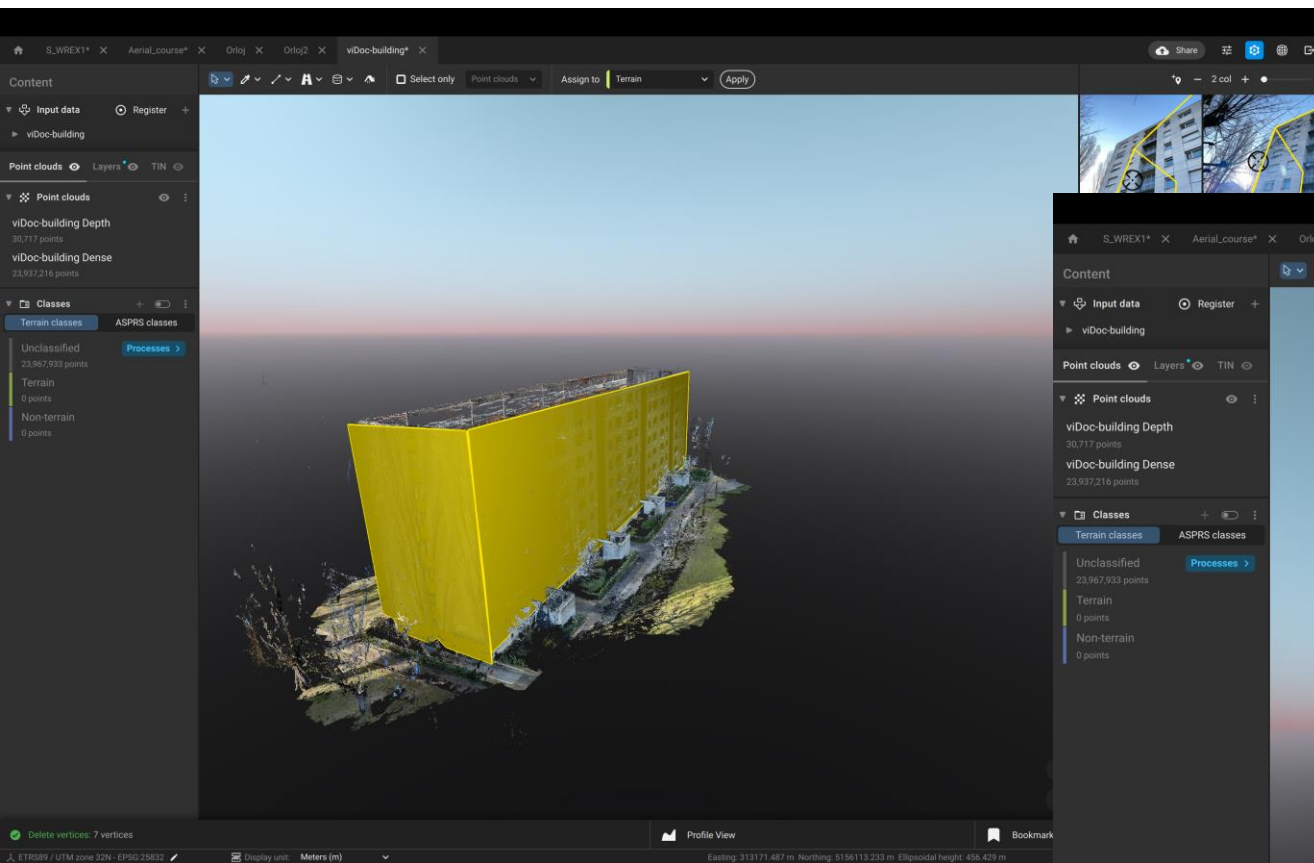 S_WREX1*
Aerial_course*
Orloj
Orloj2
viDoc-building*
Share
Content
Select only
Point clouds
Assign to
Terrain
Apply
2 col
Input data
Register
viDoc-building
Point clouds
Layers
TIN
Point clouds
viDoc-building Depth
30,717 points
viDoc-building Dense
23,937,216 points
Classes
Terrain classes
ASPRS classes
Unclassified
Processes
23,967,933 points
Terrain
0 points
Non-terrain
0 points
Delete vertices: 7 vertices
Profile View
Bookmark
ETRS89 / UTM zone 32N - EPSG:25832
Display unit: Meters (m)
Easting: 313171.487 m Northing: 5156113.233 m Ellipsoidal height: 456.429 m
S_WREX1*
Aerial_course*
Content
Input data
Register
viDoc-building
Point clouds
Layers
TIN
Point clouds
viDoc-building Depth
30,717 points
viDoc-building Dense
23,937,216 points
Classes
Terrain classes
ASPRS classes
Unclassified
Processes
23,967,933 points
Terrain
0 points
Non-terrain
0 points